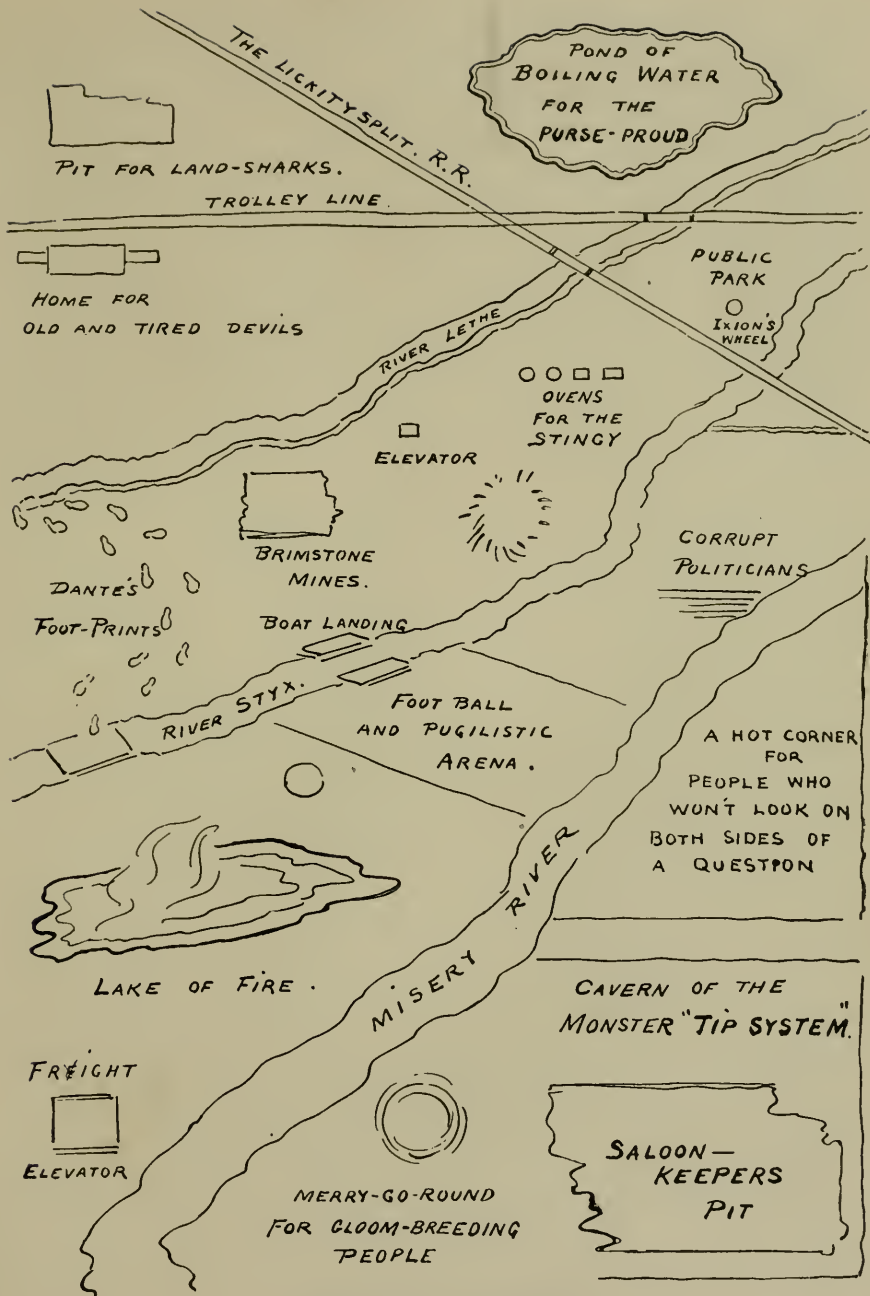 THE LICKITYSPLIT. R.R.
POND OF
BOILING WATER
FOR THE
PURSE-PROUD
PIT FOR LAND-SHARKS.
TROLLEY LINE.
HOME FOR
OLD AND TIRED DEVILS
PUBLIC
PARK
IXION'S
WHEEL
RIVER LETHE
OVENS
FOR THE
STINGY
ELEVATOR
BRIMSTONE
MINES.
CORRUPT
POLITICIANS
DANTE'S
FOOT-PRINTS
BOAT LANDING
RIVER STYX.
FOOT BALL
AND PUGILISTIC
ARENA.
A HOT CORNER
FOR
PEOPLE WHO
WON'T LOOK ON
BOTH SIDES OF
A QUESTION
LAKE OF FIRE.
MISERY RIVER
CAVERN OF THE
MONSTER "TIP SYSTEM".
FREIGHT
ELEVATOR
MERRY-GO-ROUND
FOR GLOOM-BREEDING
PEOPLE
SALOON—
KEEPERS
PIT